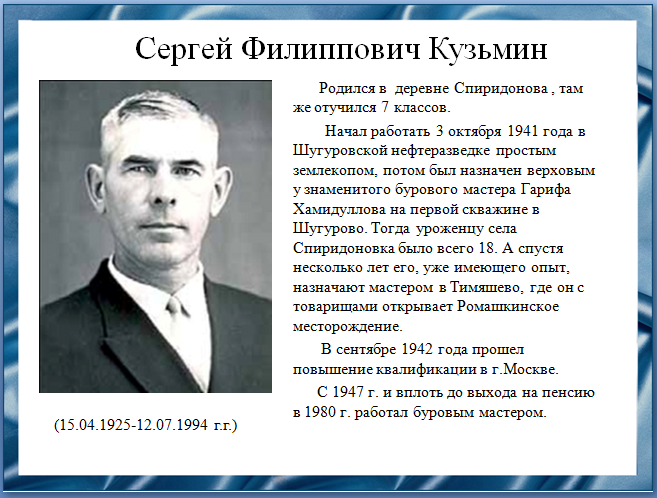 Сергей Филиппович Кузьмин
Родился в деревне Спиридонова , там
же отучился 7 классов.
Начал работать 3 октября 1941 года в
Шугуровской нефтеразведке простым
землекопом, потом был назначен верховым
у знаменитого бурового мастера Гарифа
Хамидуллова на первой скважине в
Шугурово. Тогда уроженцу села
Спиридоновка было всего 18. А спустя
несколько лет его, уже имеющего опыт,
назначают мастером в Тимяшево, где он с
товарищами открывает Ромашкинское
месторождение.
В сентябре 1942 года прошел
повышение квалификации в г.Москве.
С 1947 г. и вплоть до выхода на пенсию
в 1980 г. работал буровым мастером.
(15.04.1925-12.07.1994 г.г.)